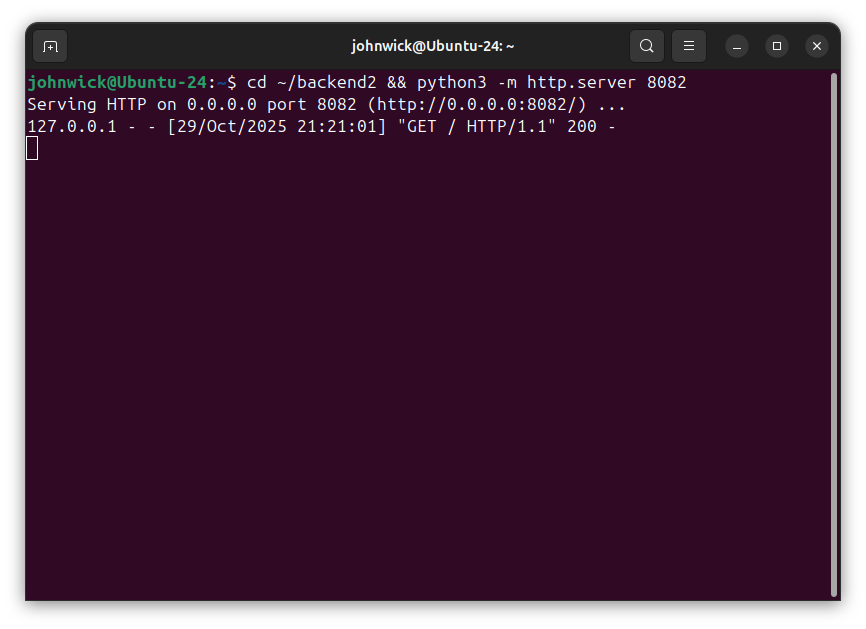 johnwick@Ubuntu-24: ~
johnwick@Ubuntu-24:~$ cd ~/backend2 && python3 -m http.server 8082
Serving HTTP on 0.0.0.0 port 8082 (http://0.0.0.0:8082/) ...
127.0.0.1 - - [29/Oct/2025 21:21:01] "GET / HTTP/1.1" 200 -